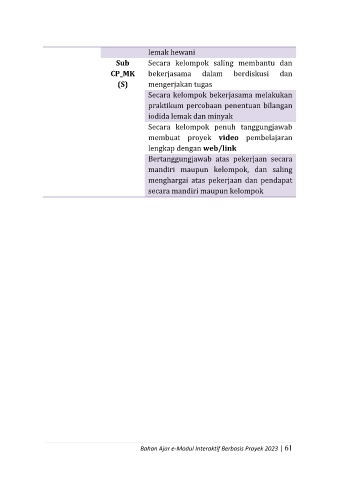 lemak hewani
Sub Secara kelompok saling membantu dan
CP_MK bekerjasama dalam berdiskusi dan
(S) mengerjakan tugas
Secara kelompok bekerjasama melakukan
praktikum percobaan penentuan bilangan
iodida lemak dan minyak
Secara kelompok penuh tanggungjawab
membuat proyek video pembelajaran
lengkap dengan web/link
Bertanggungjawab atas pekerjaan secara
mandiri maupun kelompok, dan saling
menghargai atas pekerjaan dan pendapat
secara mandiri maupun kelompok
Bahan Ajar e-Modul Interaktif Berbasis Proyek 2023 | 61